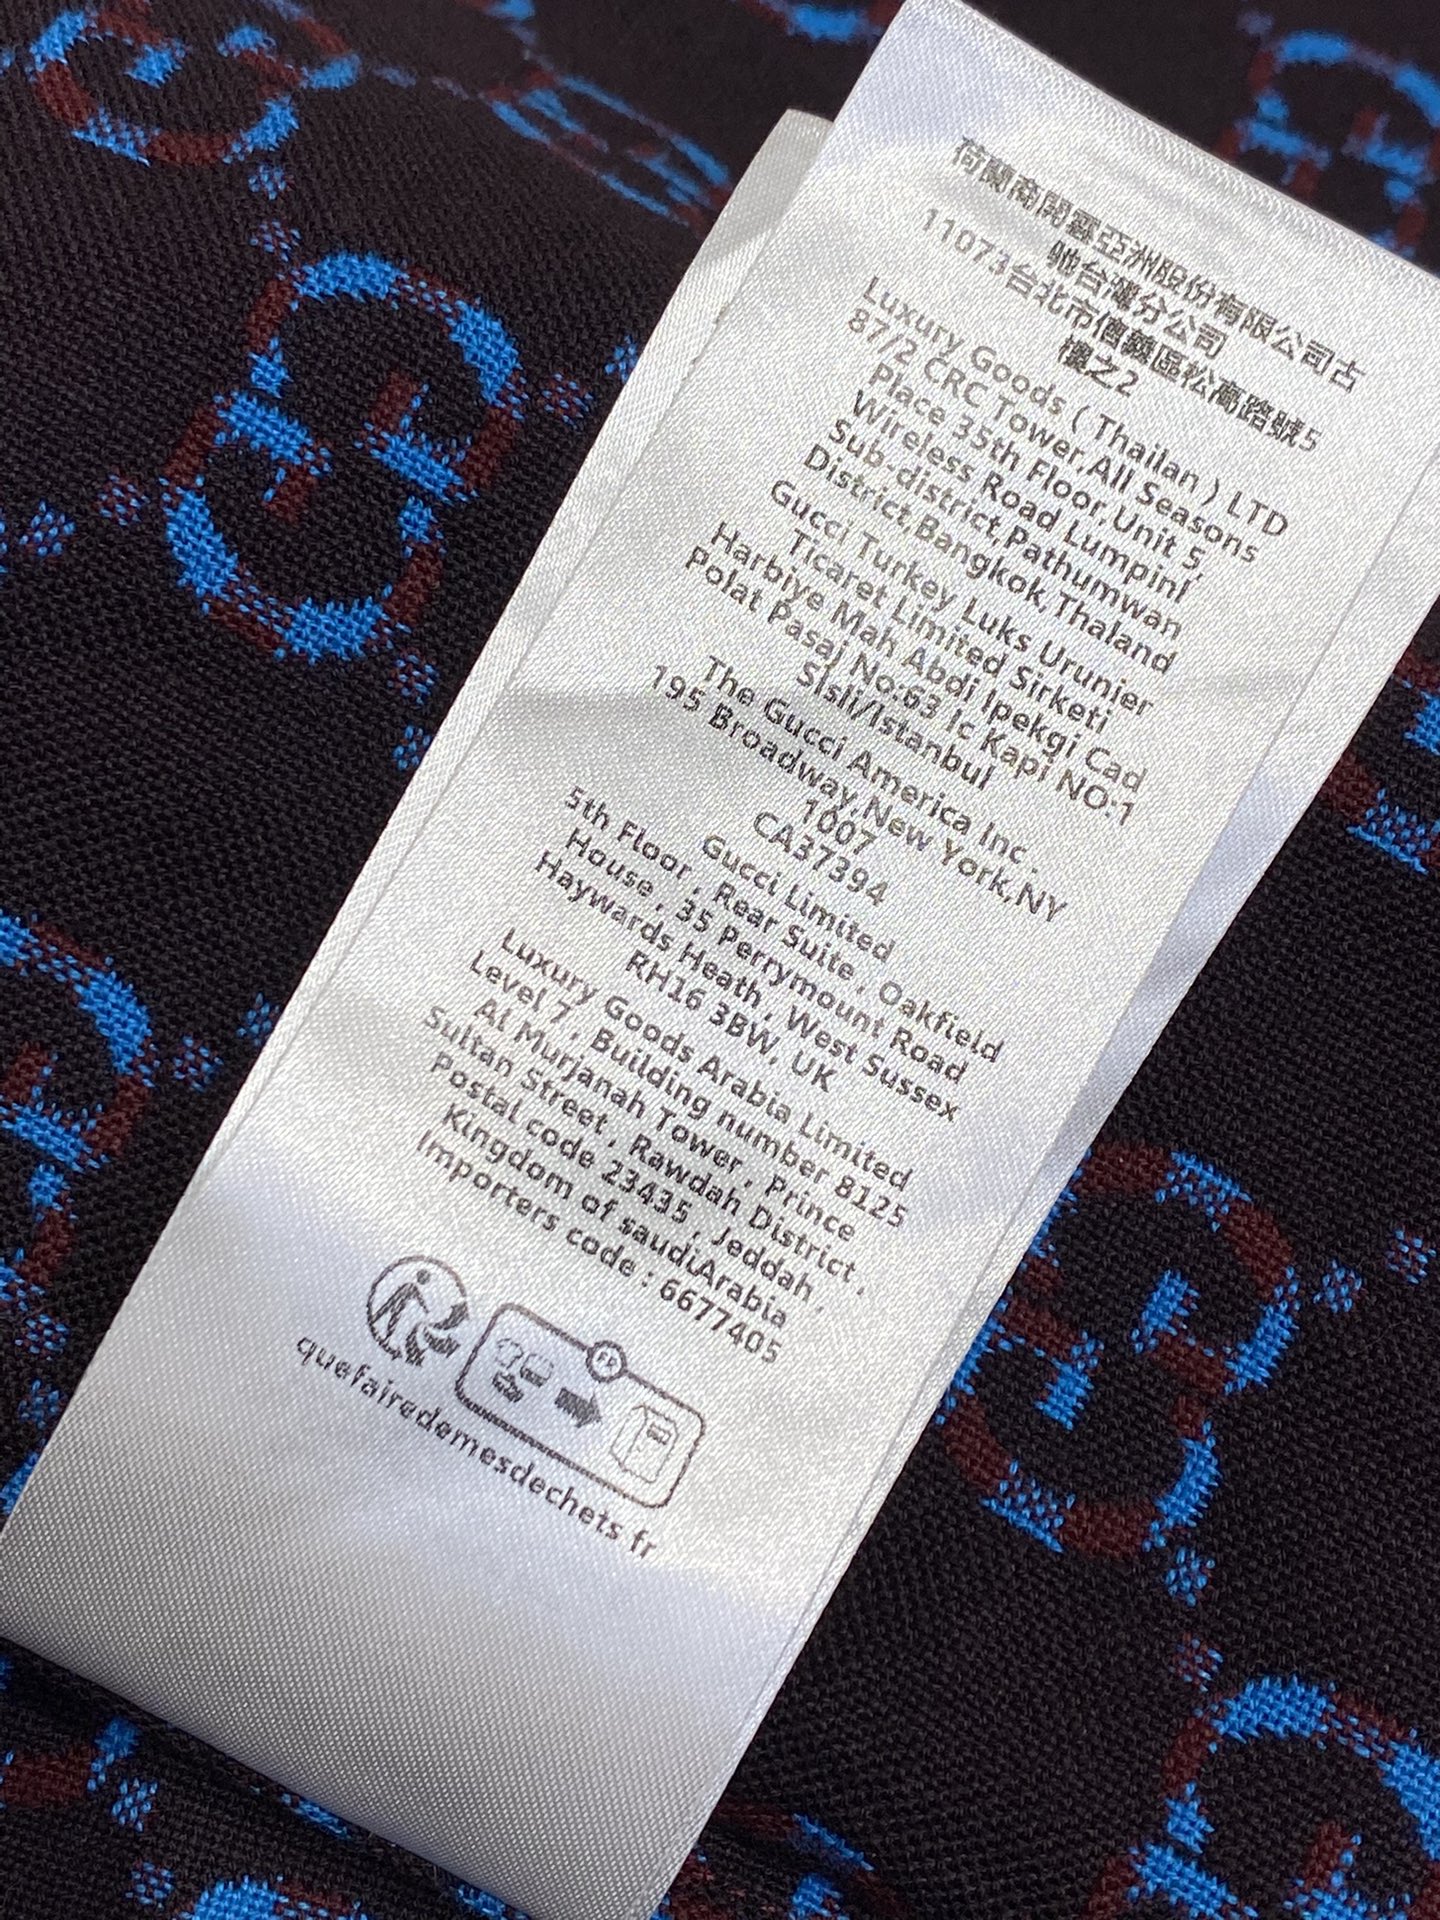 荷蘭商開雲亞洲股份有限公司古
馳台灣分公司
11073台北市信義區松高路號5
樓之2
Luxury Goods ( Thailan ) LTD
87/2 CRC Tower,All Seasons
Place 35th Floor,Unit 5,
Wireless Road Lumpinl,
Sub-district,Pathumwan
District,Bangkok,Thaland
Gucci Turkey Luks Urunier
Ticaret Limited Sirketi
Harbiye Mah Abdi Ipekgi Cad
Polat Pasaj No:63 Ic Kapi NO:1
Slsli/Istanbul
The Gucci America Inc .
195 Broadway,New York,NY
1007
CA37394
Gucci Limited
5th Floor , Rear Suite , Oakfield
House , 35 Perrymount Road
Haywards Heath , West Sussex
RH16 3BW, UK
Luxury Goods Arabia Limited
Level 7 , Building number 8125
Al Murjanah Tower , Prince
Sultan Street , Rawdah District ,
Postal code 23435 , Jeddah ,
Kingdom of saudiArabia
Importers code : 6677405
FR
quefairedemesdechets fr